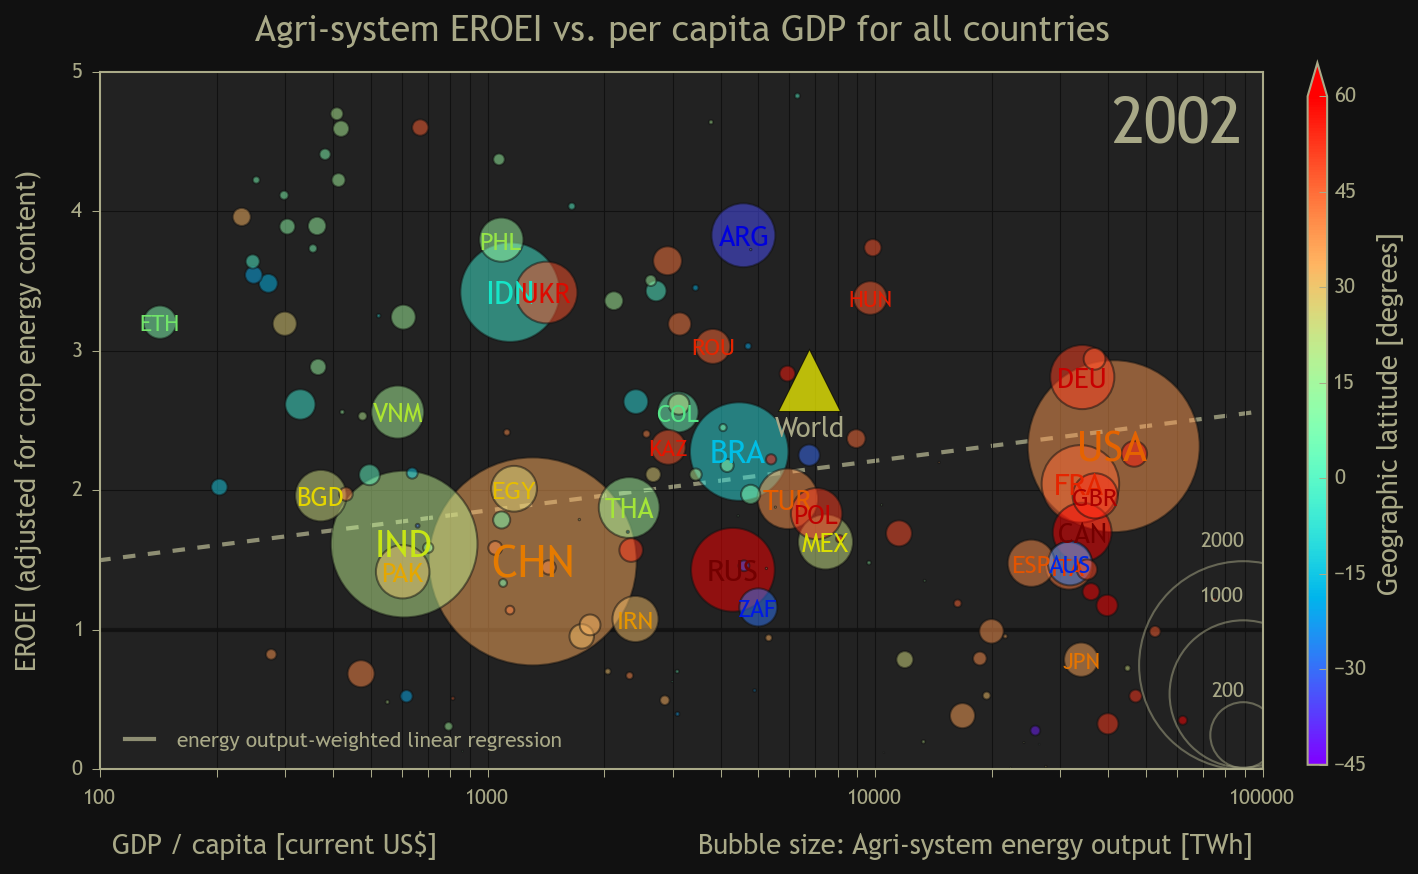 Agri-system EROEI vs. per capita GDP for all countries
2002
EROEI (adjusted for crop energy content)
5
4
3
2
1
0
PHL
ARG
IDN
UKR
HUN
ETH
ROU
DEU
World
VNM
COL
KAZ
BRA
USA
FRA
GBR
BGD
EGY
THA
TUR
POL
CAN
IND
PAK
CHN
RUS
MEX
ESP
AUS
ZAF
IRN
JPN
2000
1000
200
energy output-weighted linear regression
100
1000
10000
100000
GDP / capita [current US$]
Bubble size: Agri-system energy output [TWh]
60
45
30
15
0
−15
−30
−45
Geographic latitude [degrees]